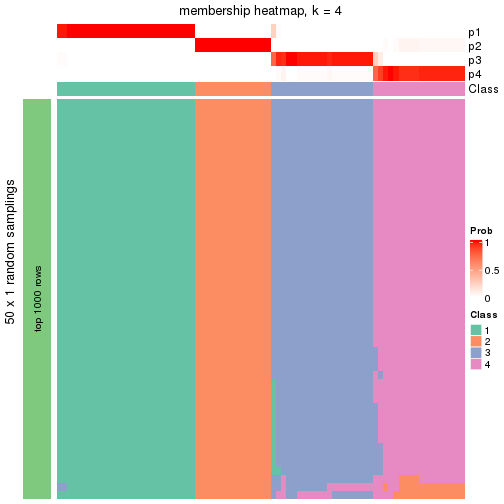 membership heatmap, k = 4
p1
p2
p3
p4
Class
50 x 1 random samplings
top 1000 rows
Prob
1
0.5
0
Class
1
2
3
4